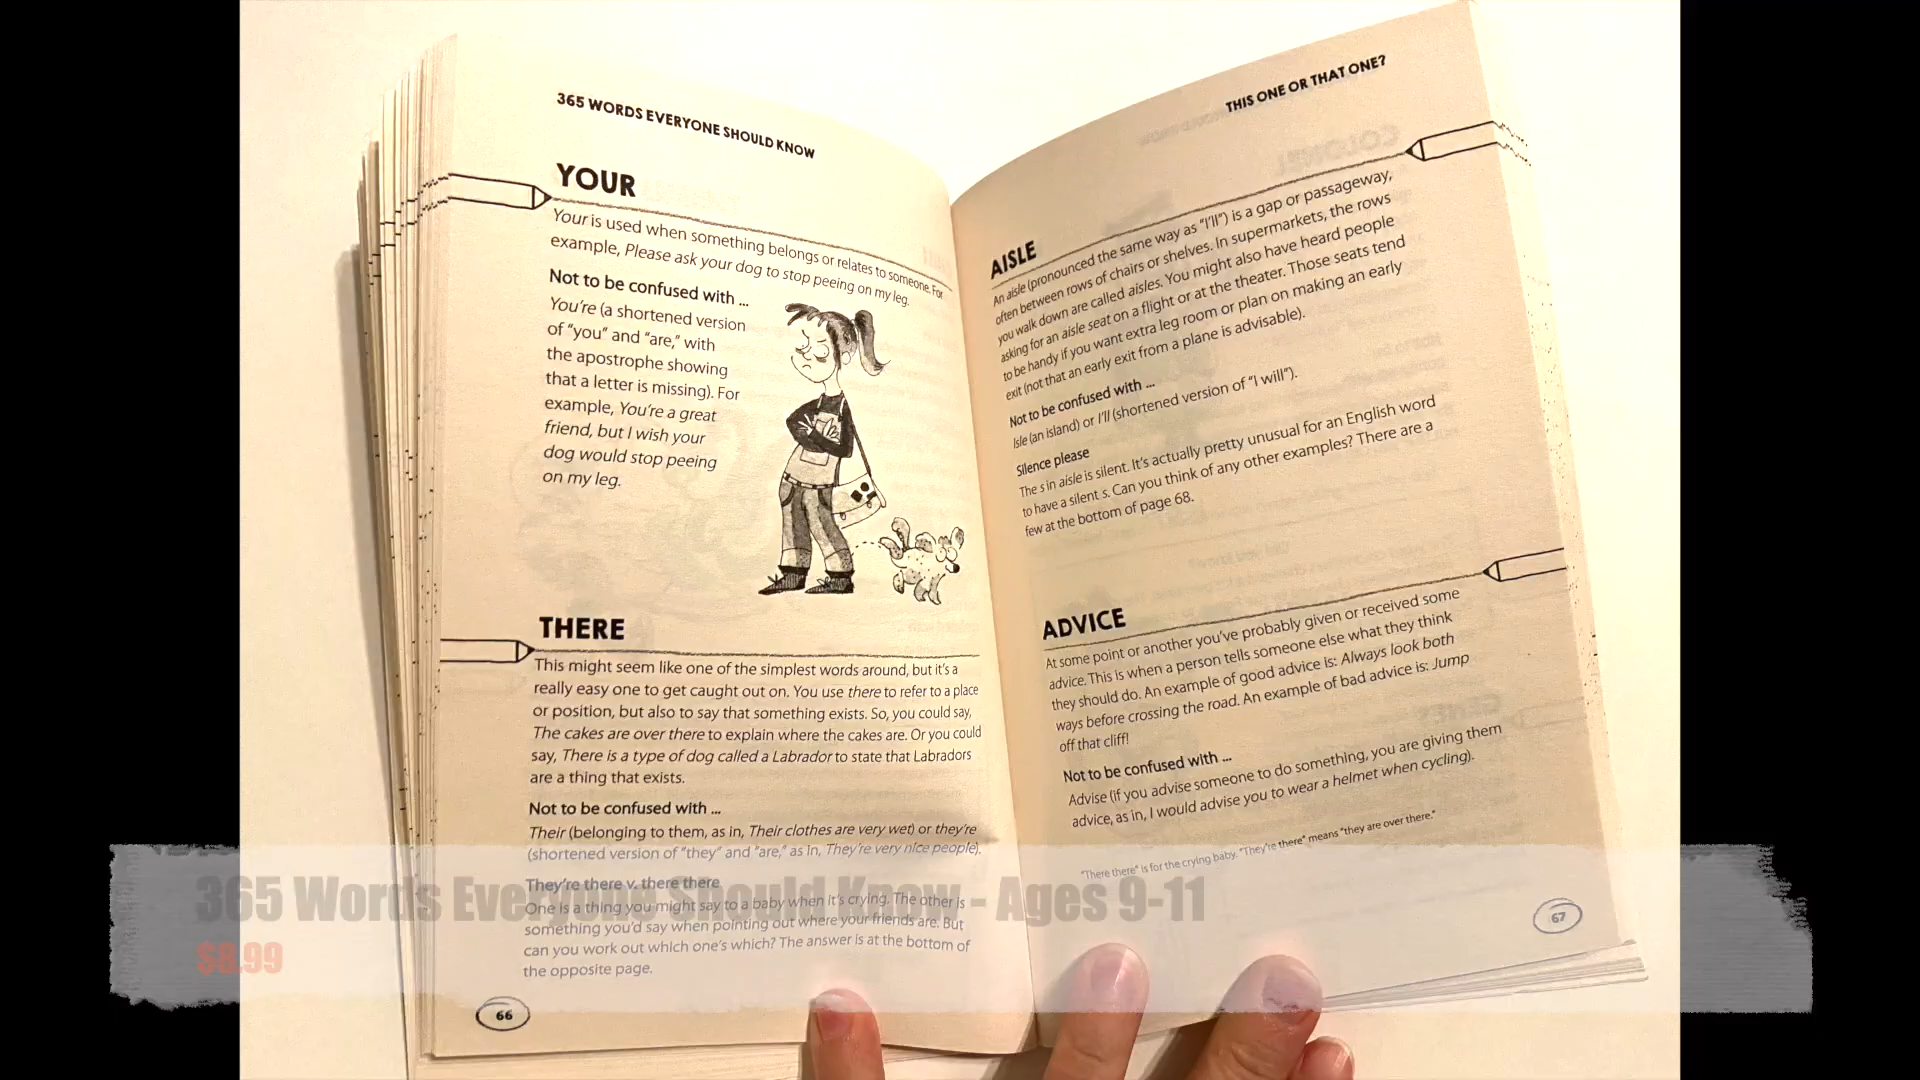 365 WORDS EVERYONE SHOULD KNOW
YOUR
Your is used when something belongs or relates to someone. For
example, Please ask your dog to stop peeing on my leg.
Not to be confused with ...
You're (a shortened version
of "you" and "are," with
the apostrophe showing
that a letter is missing). For
example, You're a great
friend, but I wish your
dog would stop peeing
on my leg.
THERE
This might seem like one of the simplest words around, but it's a
really easy one to get caught out on. You use there to refer to a place
or position, but also to say that something exists. So, you could say,
The cakes are over there to explain where the cakes are. Or you could
say, There is a type of dog called a Labrador to state that Labradors
are a thing that exists.
Not to be confused with ...
Their (belonging to them, as in, Their clothes are very wet) or they're
(shortened version of "they" and "are," as in, They're very nice people).
They're there v. there there
One is a thing you might say to a baby when it's crying. The other is
something you'd say when pointing out where your friends are. But
can you work out which one's which? The answer is at the bottom of
the opposite page.
66
THIS ONE OR THAT ONE?
AISLE
An aisle (pronounced the same way as "I'll") is a gap or passageway,
often between rows of chairs or shelves. In supermarkets, the rows
you walk down are called aisles. You might also have heard people
asking for an aisle seat on a flight or at the theater. Those seats tend
to be handy if you want extra leg room or plan on making an early
exit (not that an early exit from a plane is advisable).
Not to be confused with ...
Isle (an island) or I'll (shortened version of "I will").
Silence please
The s in aisle is silent. It's actually pretty unusual for an English word
to have a silent s. Can you think of any other examples? There are a
few at the bottom of page 68.
ADVICE
At some point or another you've probably given or received some
advice. This is when a person tells someone else what they think
they should do. An example of good advice is: Always look both
ways before crossing the road. An example of bad advice is: Jump
off that cliff!
Not to be confused with ...
Advise (if you advise someone to do something, you are giving them
advice, as in, I would advise you to wear a helmet when cycling).
"There there" is for the crying baby. "They're there" means "they are over there."
67
365 Words Everyone Should Know - Ages 9-11
$8.99